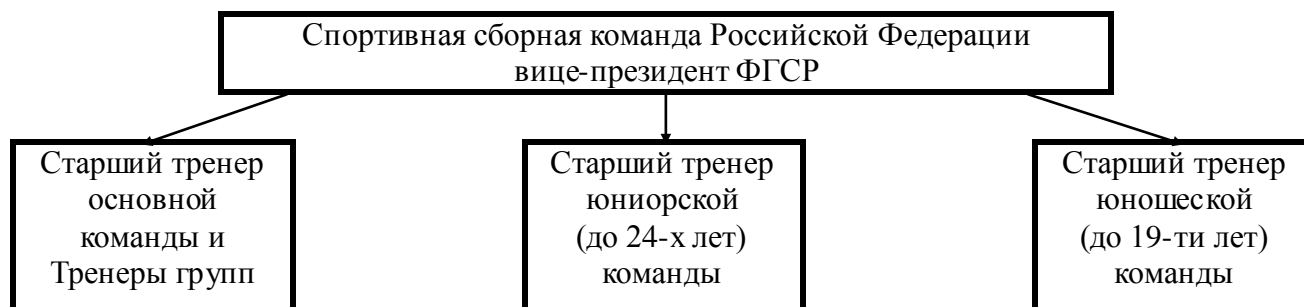 Спортивная сборная команда Российской Федерации
вице-президент ФГСР
Старший тренер
основной
команды и
Тренеры групп
Старший тренер
юниорской
(до 24-х лет)
команды
Старший тренер
юношеской
(до 19-ти лет)
команды